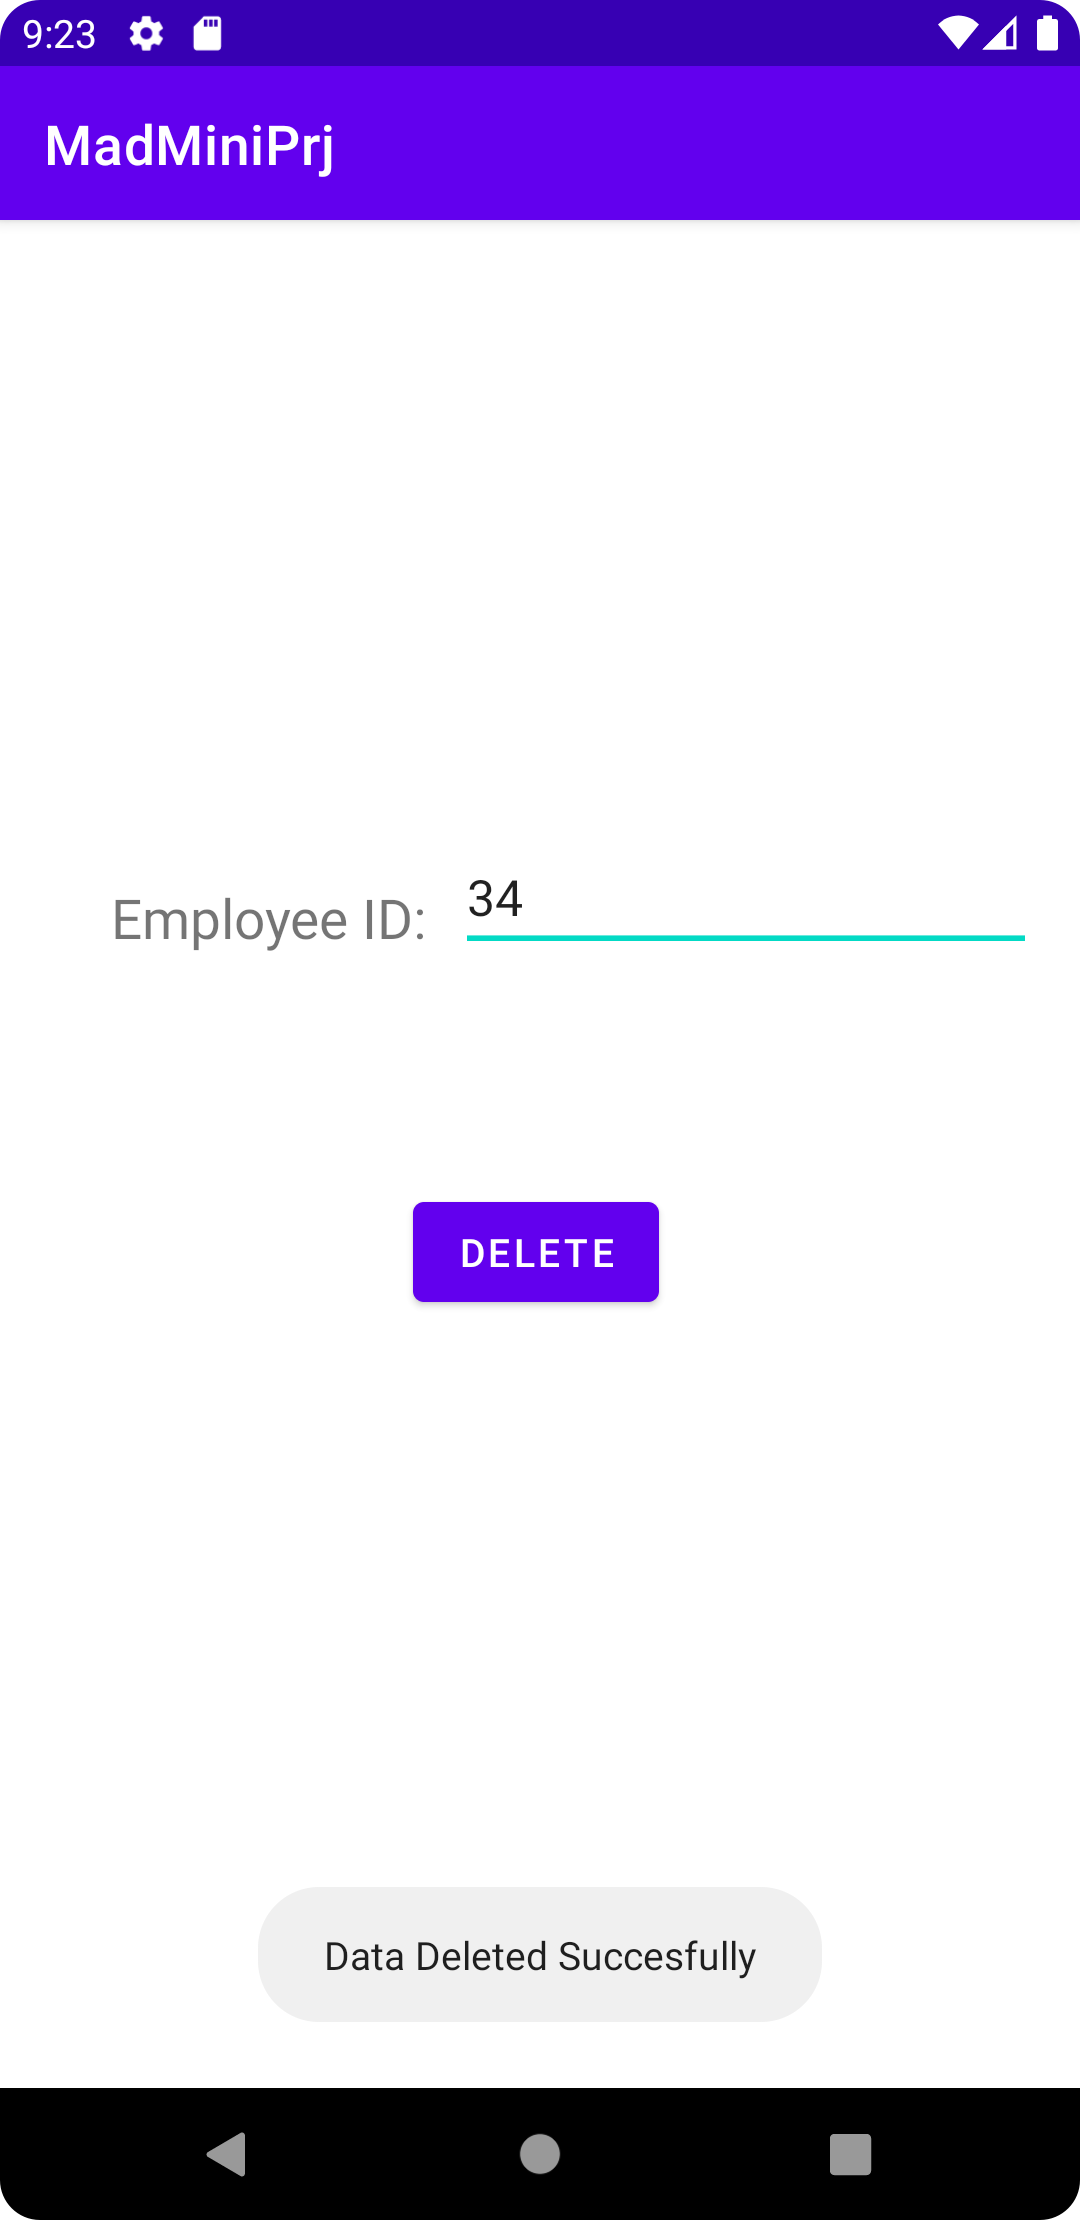 9:23
MadMiniPrj
Employee ID: 34
DELETE
Data Deleted Succesfully